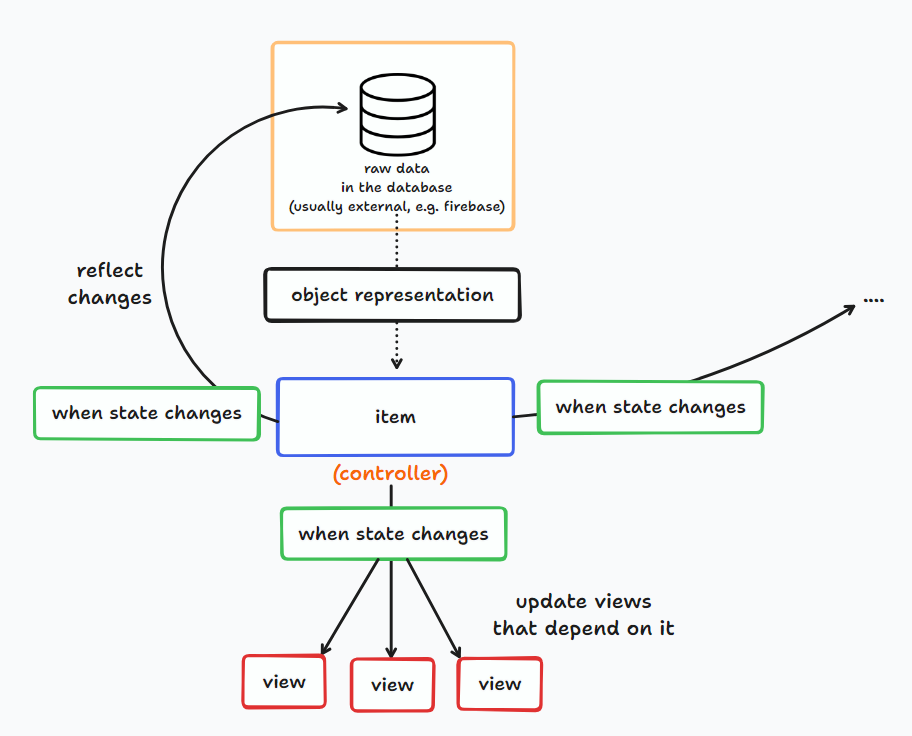 raw data
in the database
(usually external, e.g. firebase)
object representation
reflect
changes
....
when state changes
item
when state changes
(controller)
when state changes
update views
that depend on it
view
view
view